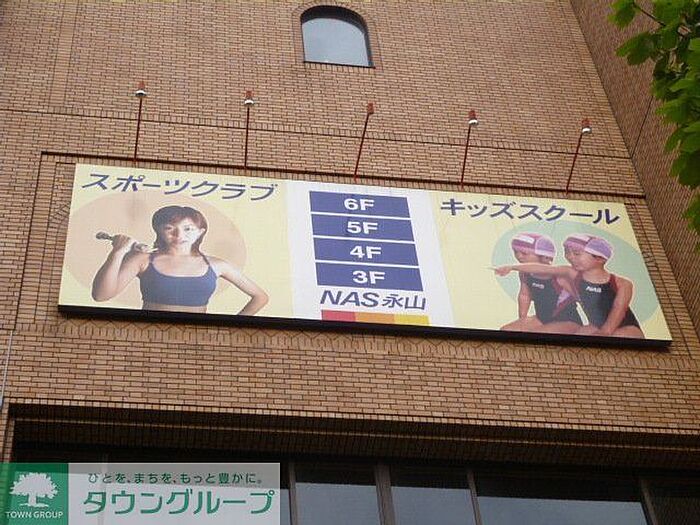 スポーツクラブ
6F
5F
4F
3F
NAS永山
キッズスクール
NAS
ひとを、まちを、もっと豊かに。
タウングループ
TOWN GROUP